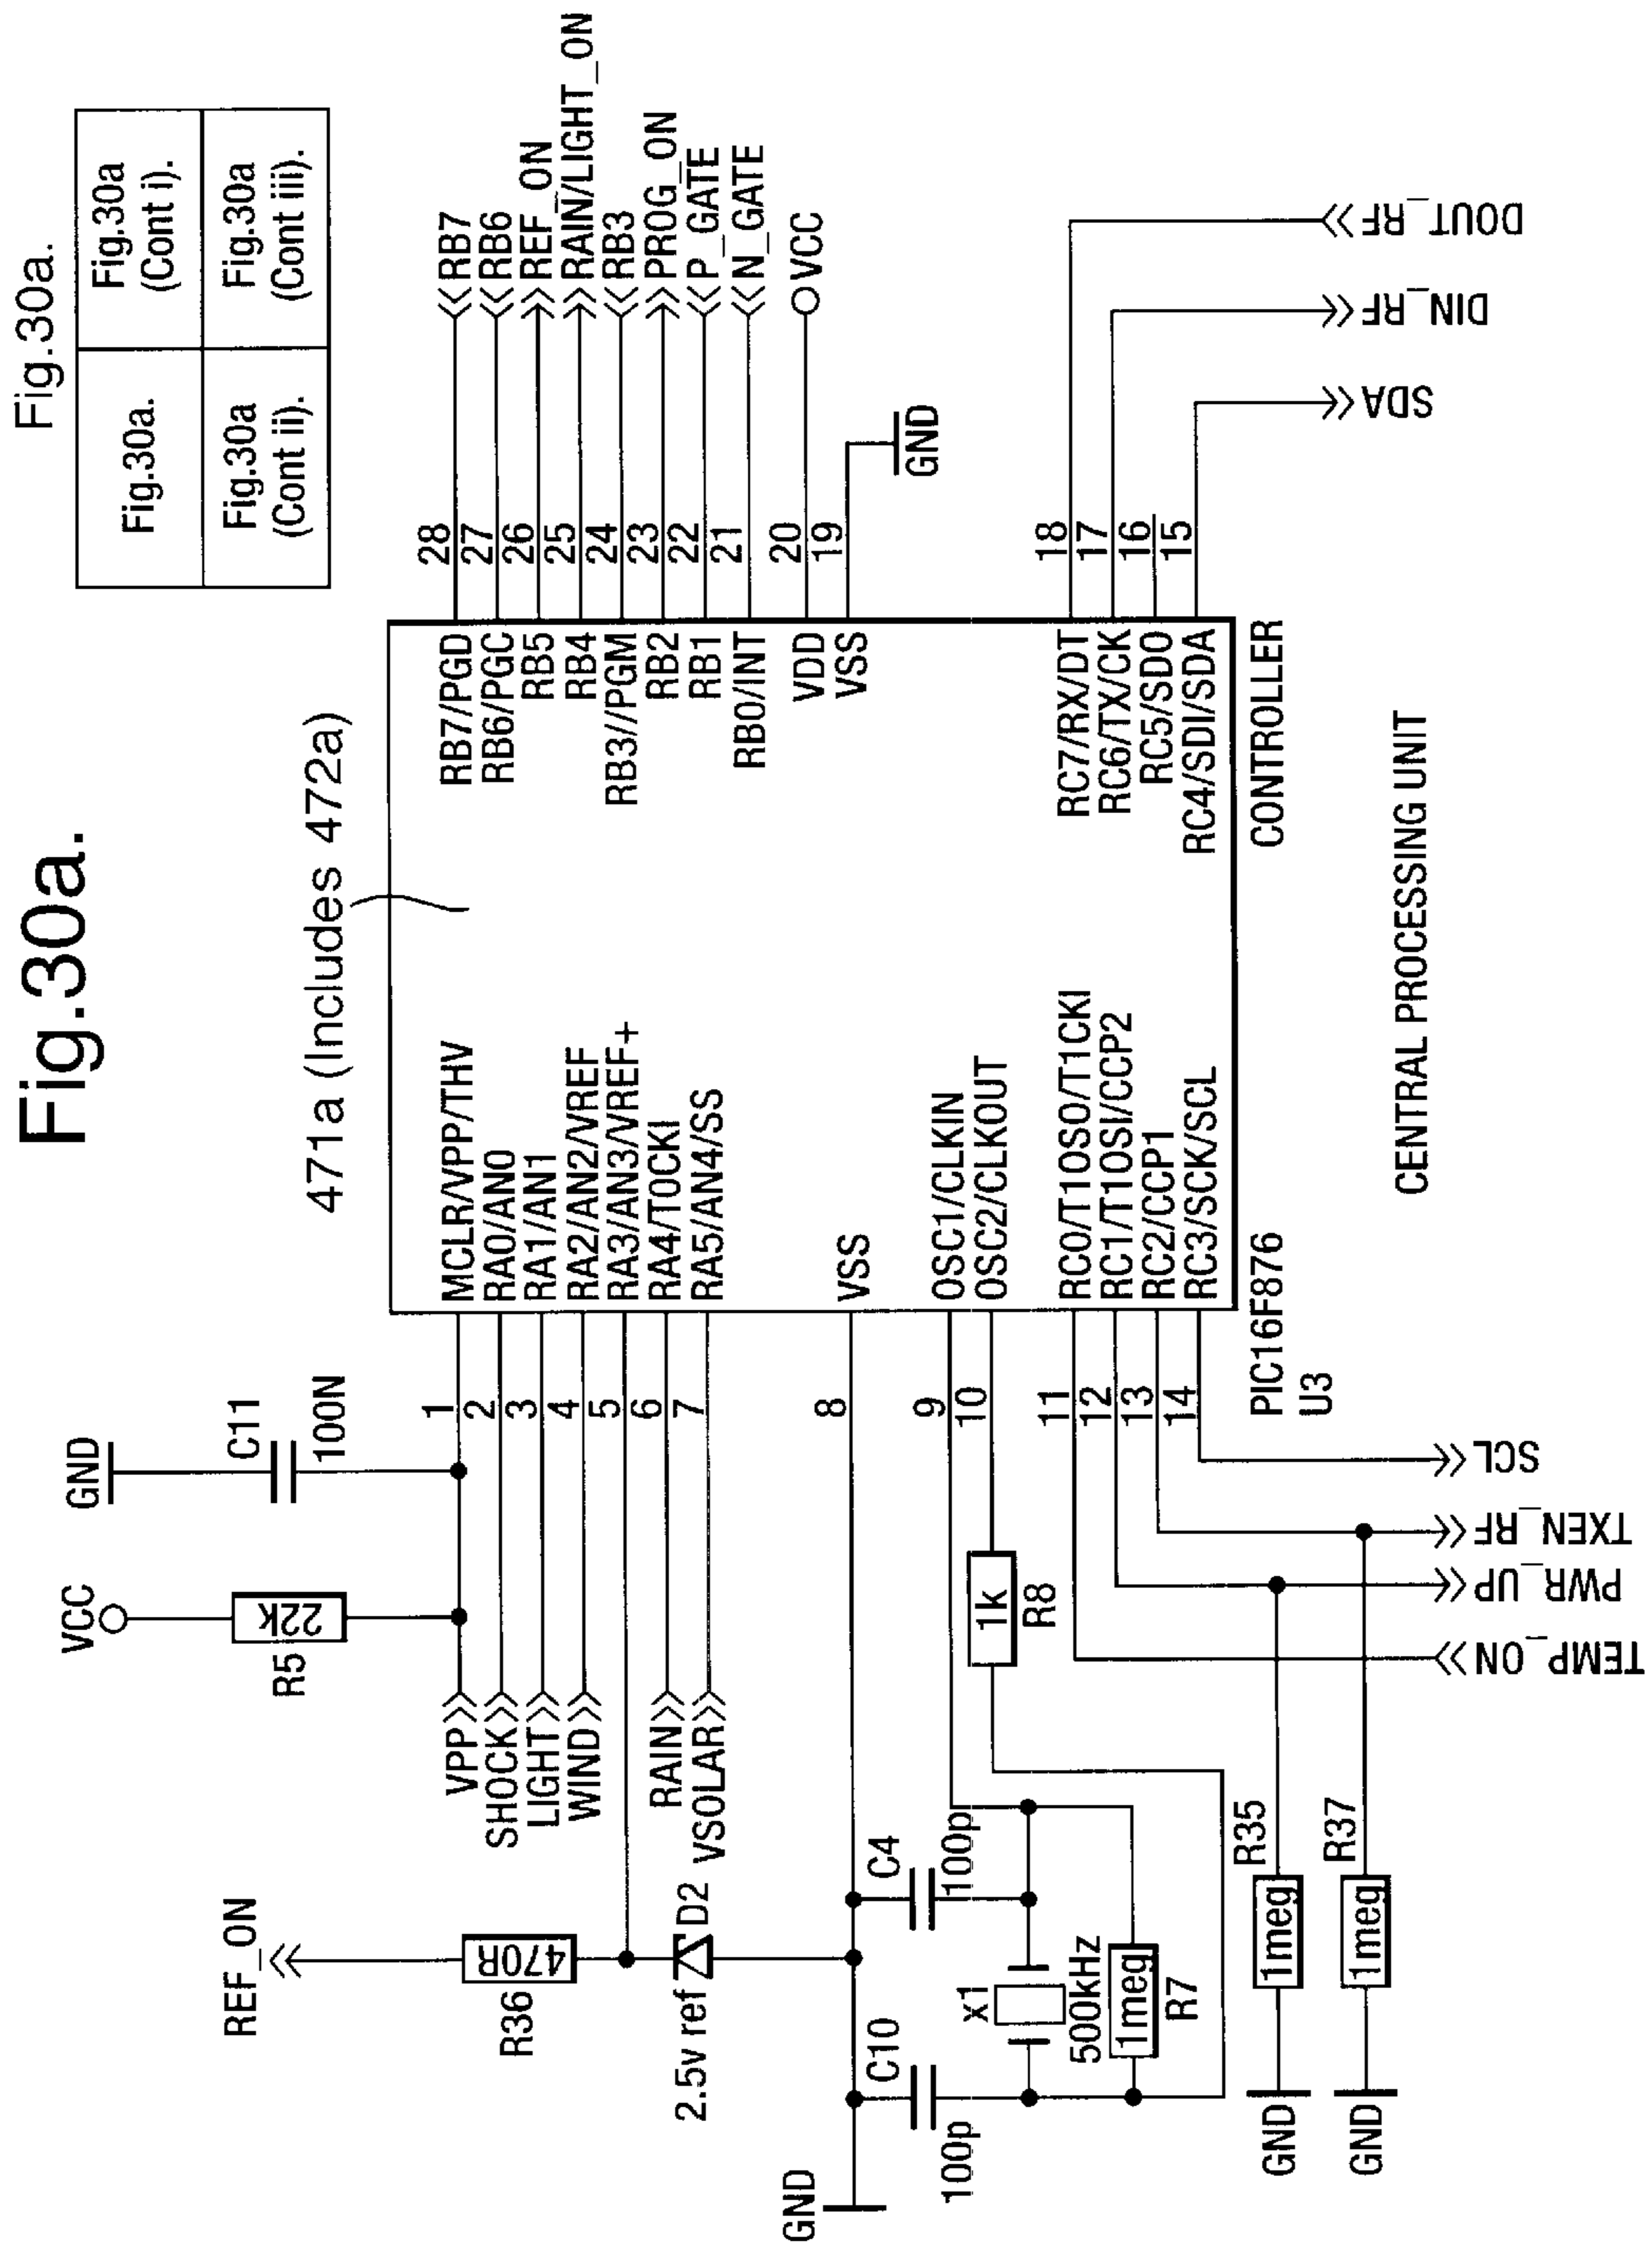 Fig.30a.
Fig.30a.
Fig.30a.
Fig.30a
(Cont i).
Fig.30a
(Cont ii).
Fig.30a
(Cont iii).
471a (Includes 472a)
GND
C11
100N
VCC
R5
22k
VPP
SHOCK
LIGHT
WIND
RAIN
VSOLAR
REF_ON
R36
470R
2.5v ref
D2
1
2
3
4
5
6
7
8
9
10
11
12
13
14
MCLR/VPP/THV
RA0/AN0
RA1/AN1
RA2/AN2/VREF
RA3/AN3/VREF+
RA4/TOCKI
RA5/AN4/SS
VSS
OSC1/CLKIN
OSC2/CLKOUT
RC0/T1OSO/T1CKI
RC1/T1OSI/CCP2
RC2/CCP1
RC3/SCK/SCL
RB7/PGD
RB6/PGC
RB5
RB4
RB3//PGM
RB2
RB1
RB0/INT
VDD
VSS
RC7/RX/DT
RC6/TX/CK
RC5/SDO
RC4/SDI/SDA
28
27
26
25
24
23
22
21
20
19
18
17
16
15
RB7
RB6
REF_ON
RAIN/LIGHT_ON
RB3
PROG_ON
P_GATE
N_GATE
VCC
GND
GND
C10
100p
C4
100p
x1
500kHz
1meg
R7
1k
R8
PIC16F876
U3
CONTROLLER
R35
1meg
GND
R37
1meg
GND
TEMP_ON
PWR_UP
TXEN_RF
SCL
SDA
DIN_RF
DOUT_RF
CENTRAL PROCESSING UNIT